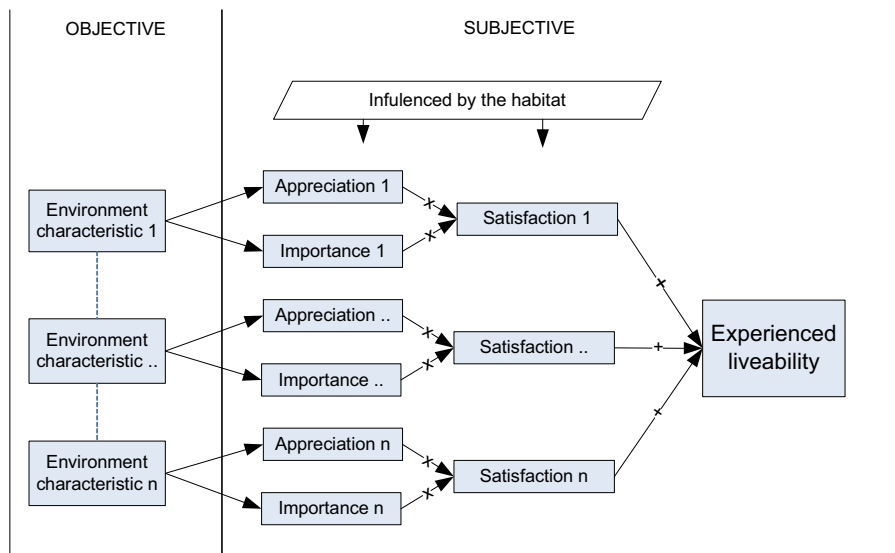 OBJECTIVE
SUBJECTIVE
Infulenced by the habitat
Environment
characteristic 1
Appreciation 1
Importance 1
x
x
Satisfaction 1
+
Environment
characteristic ..
Appreciation ..
Importance ..
x
x
Satisfaction ..
+
Experienced
liveability
Environment
characteristic n
Appreciation n
Importance n
x
x
Satisfaction n
+